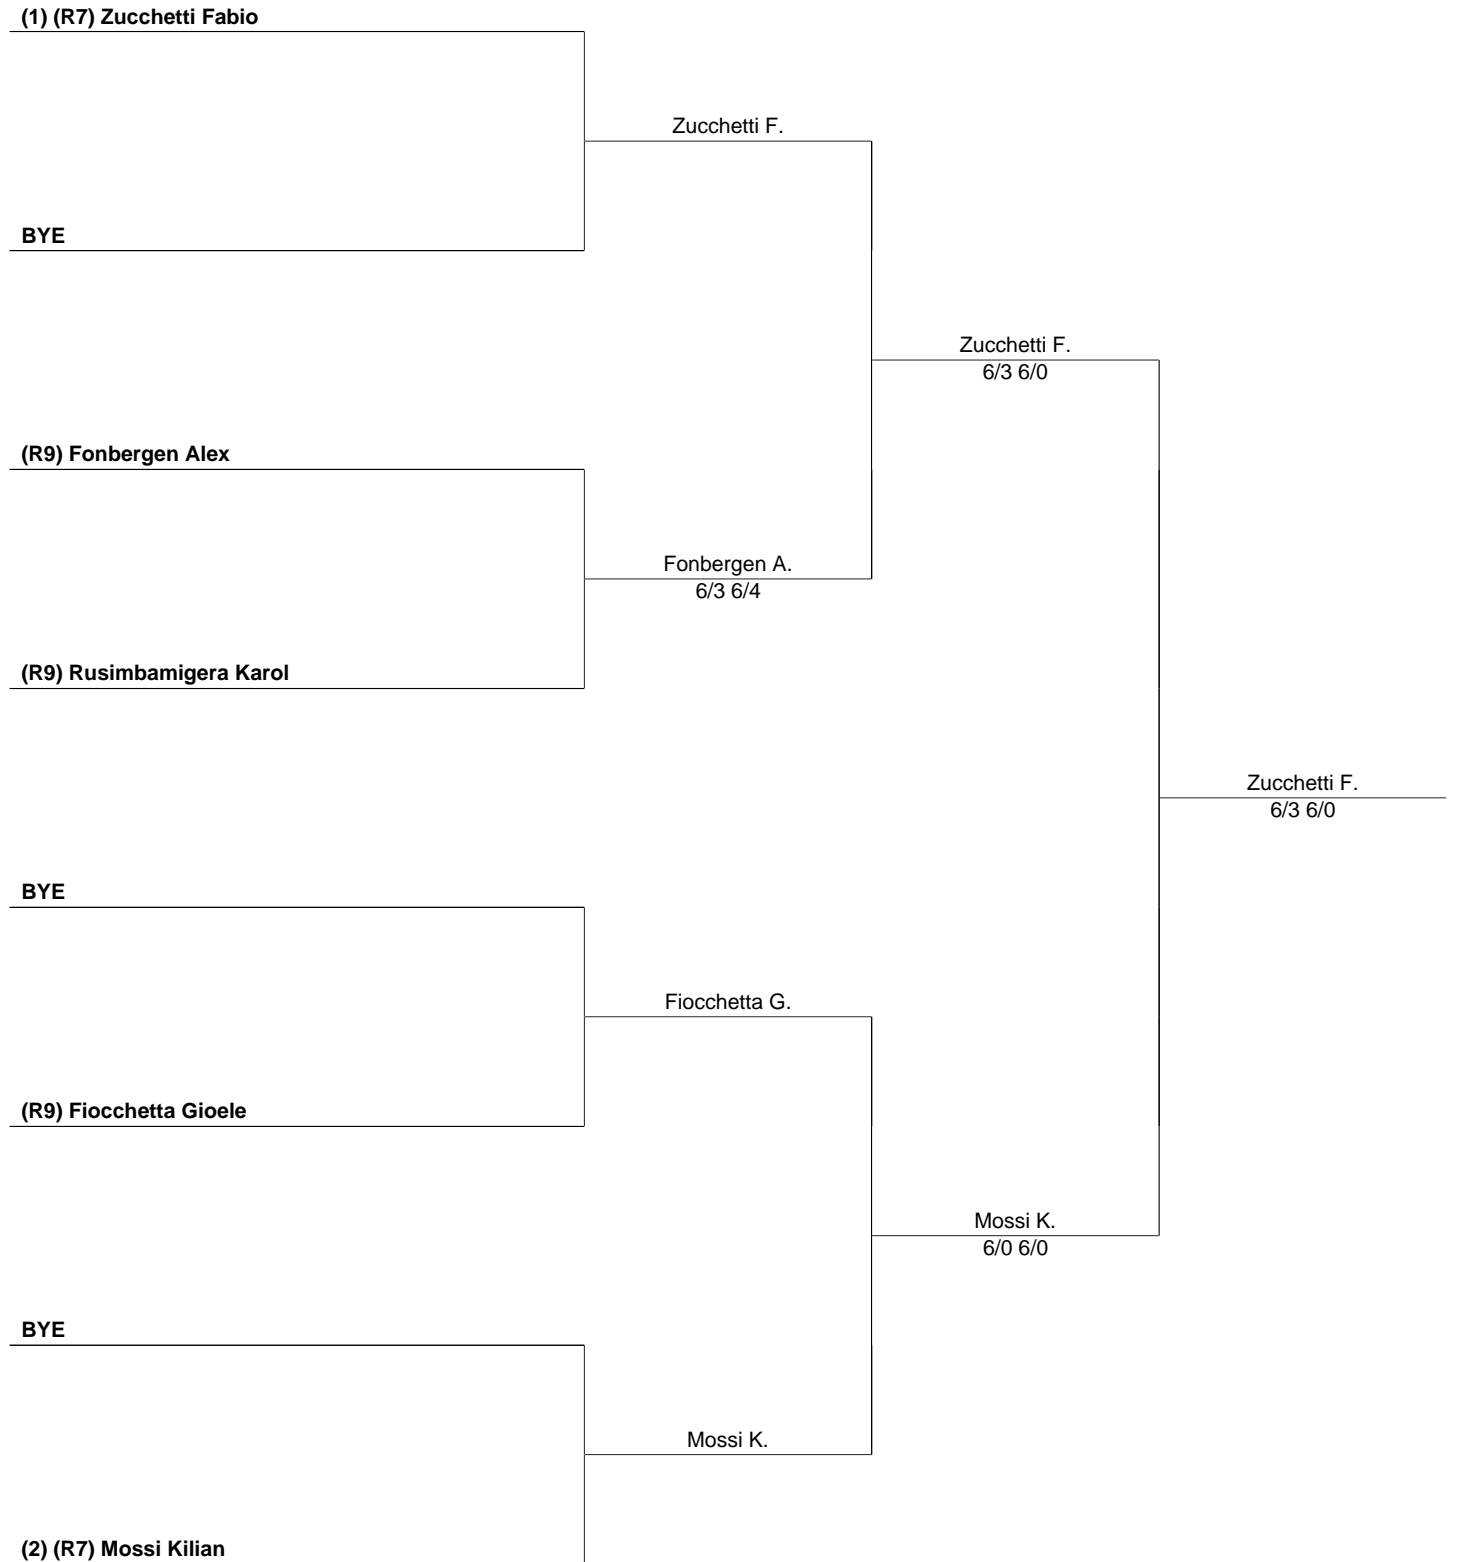 (1) (R7) Zucchetti Fabio
Zucchetti F.
BYE
Zucchetti F.
6/3 6/0
(R9) Fonbergen Alex
Fonbergen A.
6/3 6/4
(R9) Rusimbamigera Karol
Zucchetti F.
6/3 6/0
BYE
Fiocchetta G.
(R9) Fiocchetta Gioele
Mossi K.
6/0 6/0
BYE
Mossi K.
(2) (R7) Mossi Kilian